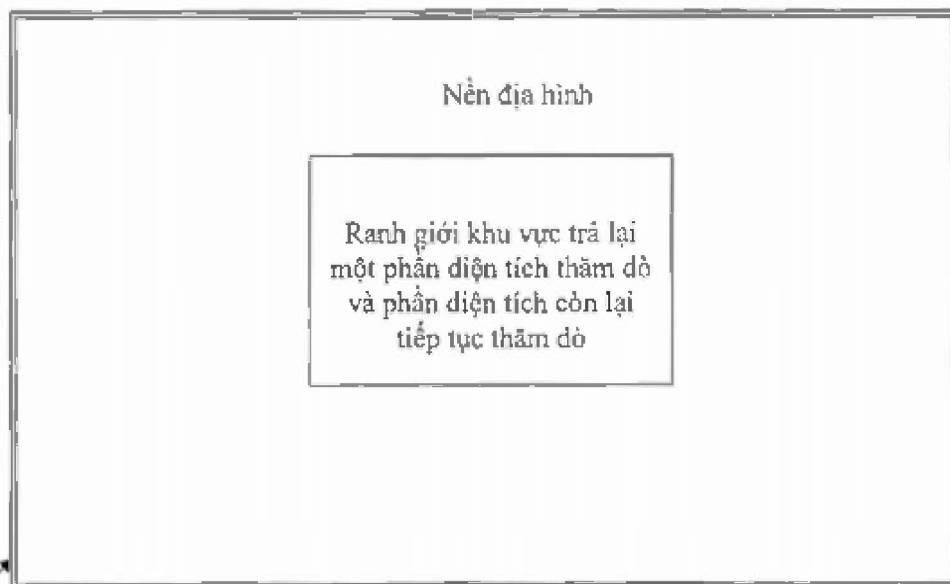 Nền địa hình
Ranh giới khu vực trả lại
một phần diện tích thăm dò
và phần diện tích còn lại
tiếp tục thăm dò